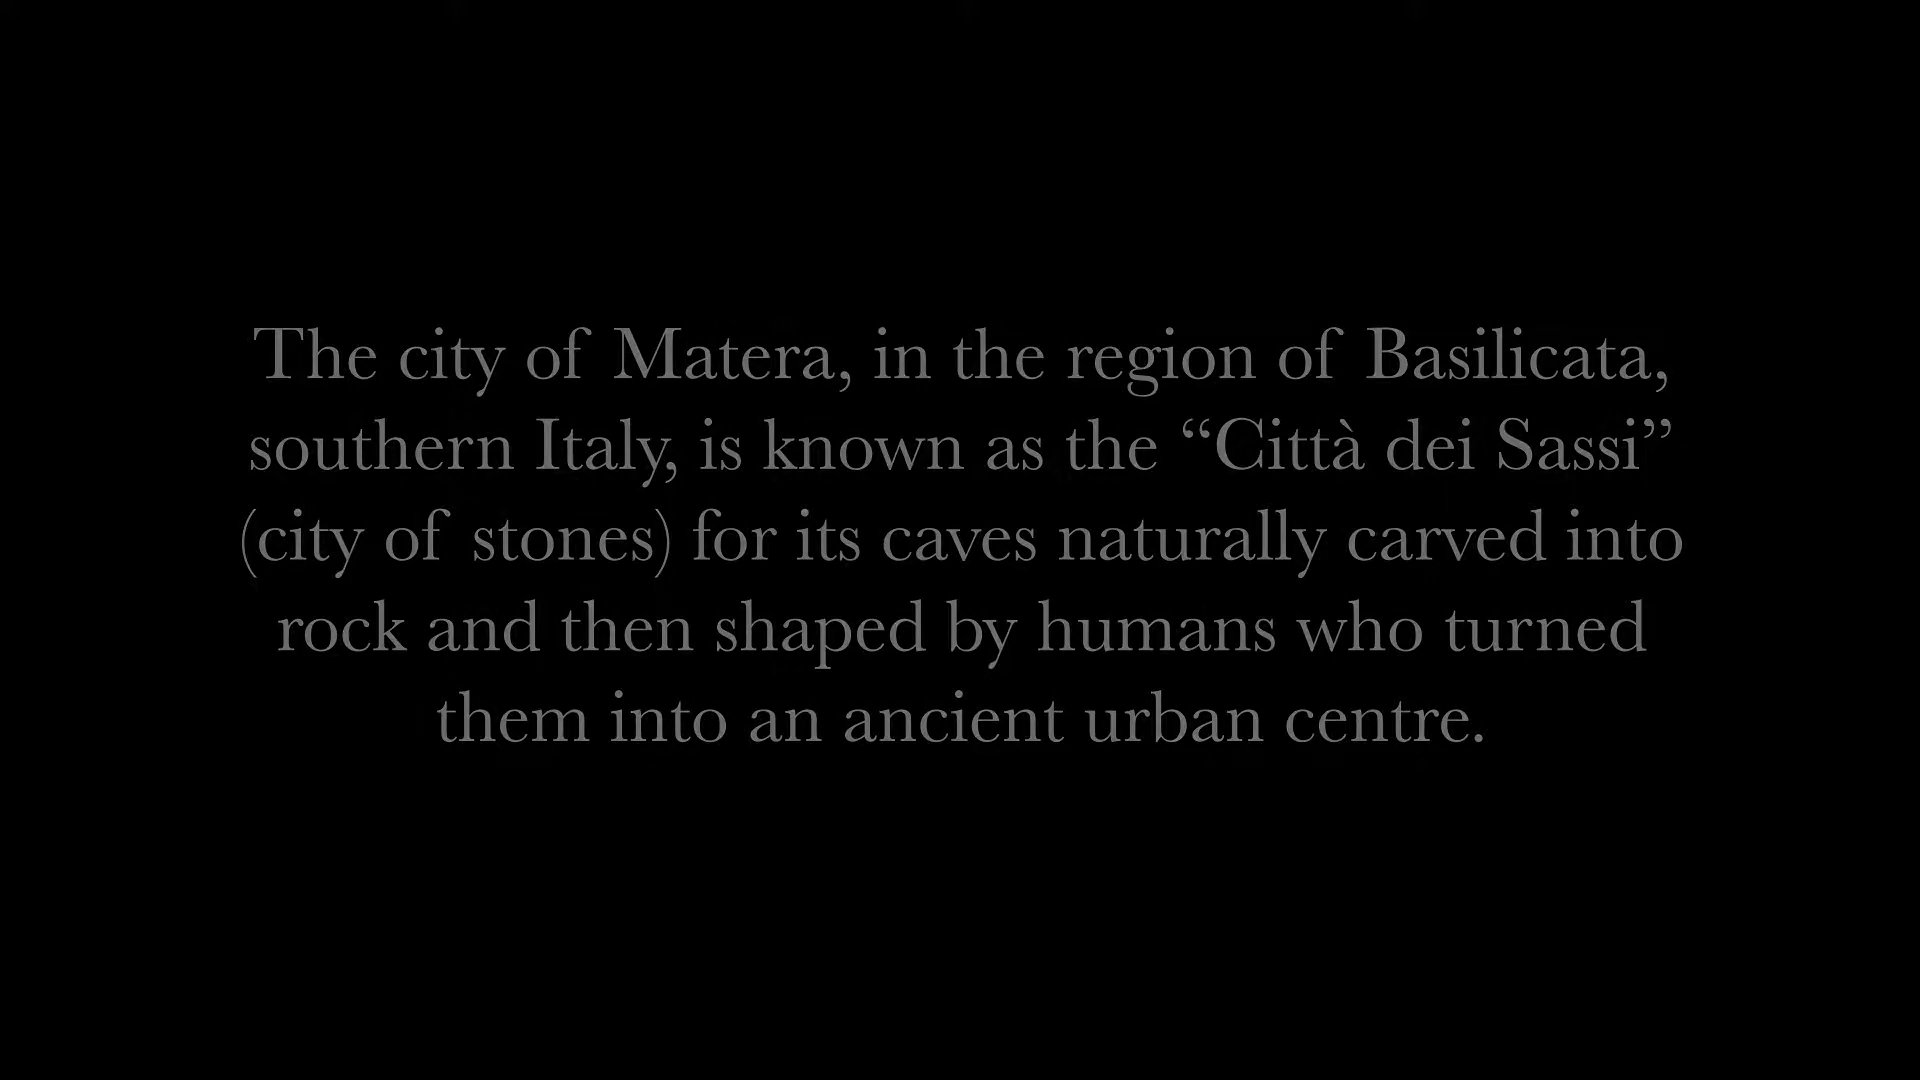 The city of Matera, in the region of Basilicata,
southern Italy, is known as the “Città dei Sassi”
(city of stones) for its caves naturally carved into
rock and then shaped by humans who turned
them into an ancient urban centre.